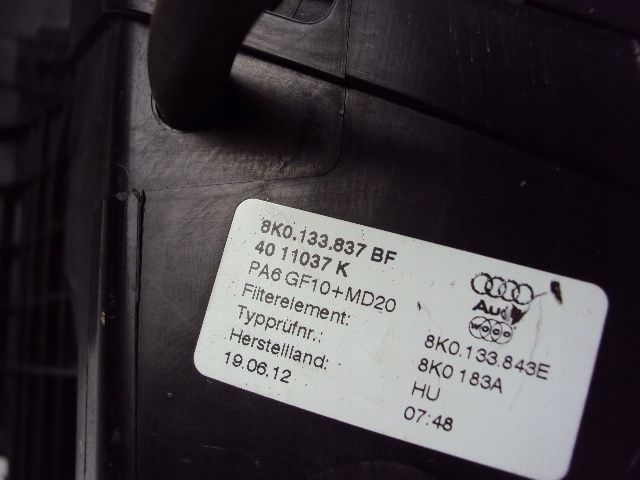 8K0.133.837 BF
40 11037 K
PA6 GF10+MD20
Audi
Filterelement: 8K0.133.843E
Typprüfnr.: 8K0 183A
Herstellland: HU
19.06.12 07:48